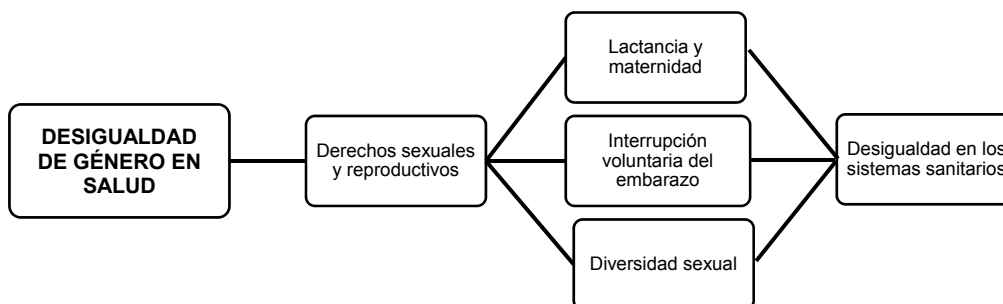 DESIGUALDAD
DE GÉNERO EN
SALUD
Derechos sexuales
y reproductivos
Lactancia y
maternidad
Interrupción
voluntaria del
embarazo
Diversidad sexual
Desigualdad en los
sistemas sanitarios